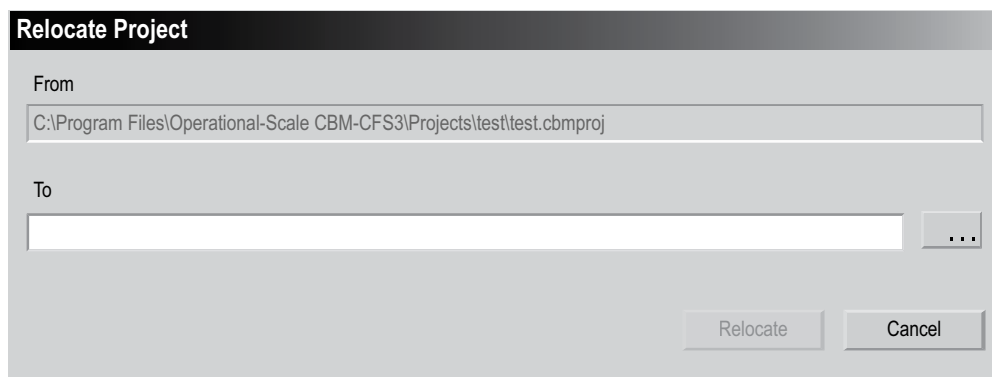 Relocate Project
From
C:\Program Files\Operational-Scale CBM-CFS3\Projects\test\test.cbmproj
To
...
Relocate
Cancel